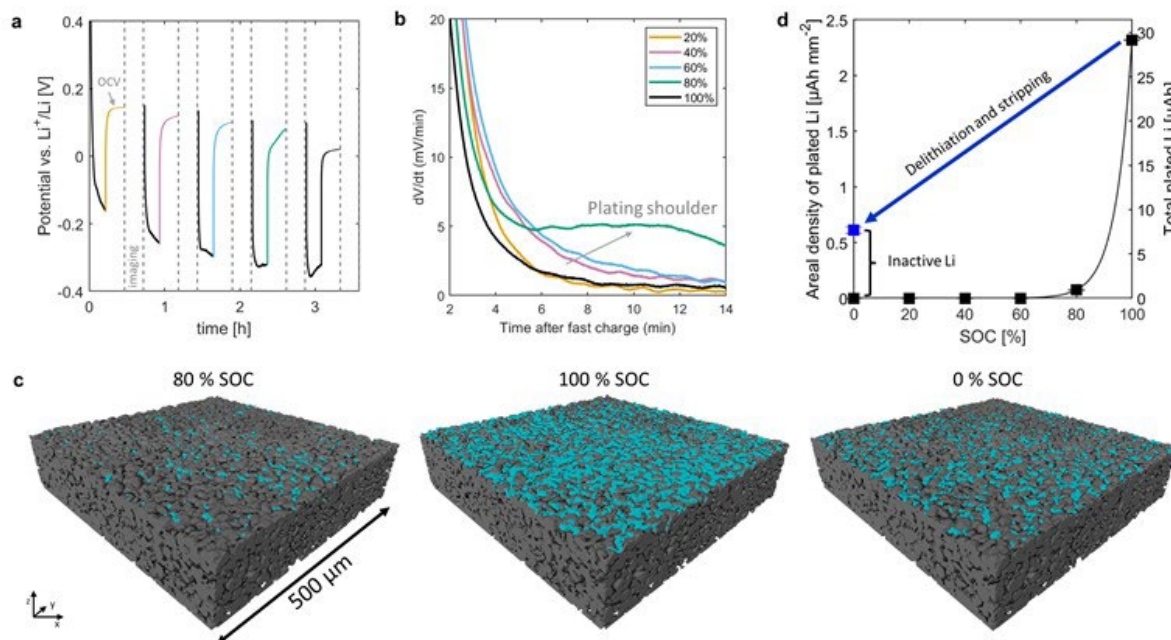 a
Potential vs. Li⁺/Li [V]
0.4
0.2
0
-0.2
-0.4
OCV
imaging
0
1
2
3
time [h]
b
dV/dt (mV/min)
20
15
10
5
0
20%
40%
60%
80%
100%
Plating shoulder
2
4
6
8
10
12
14
Time after fast charge (min)
d
Areal density of plated Li [µAh mm⁻²]
2.5
2
1.5
1
0.5
0
Delithiation and stripping
Inactive Li
0
20
40
60
80
100
SOC [%]
30
25
20
15
10
5
0
Total plated Li [µAh]
c
80 % SOC
100 % SOC
0 % SOC
500 µm
z
y
x